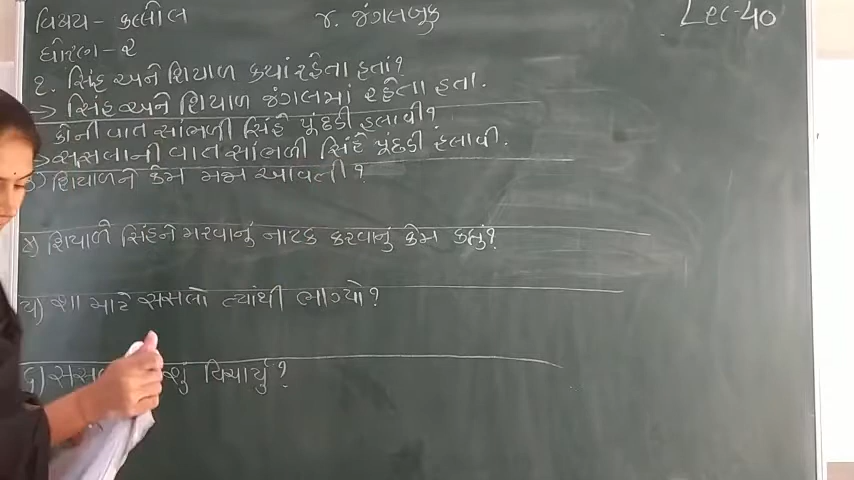 વિષય- કલ્લોલ
૪. જંગલબુક
Lec-40
ધોરણ-૨
૧. સિંહ અને શિયાળ ક્યાં રહેતા હતાં?
→ સિંહ અને શિયાળ જંગલમાં રહેતા હતા.
કોની વાત સાંભળી સિંહે પૂંછડી હલાવી?
→ સસલાની વાત સાંભળી સિંહે પૂંછડી હલાવી.
૩) શિયાળને કેમ મજા આવતી?
૪) શિયાળે સિંહને મરવાનું નાટક કરવાનું કેમ કહ્યું?
૫) શા માટે સસલો ત્યાંથી ભાગ્યો?
૬) શું વિચાર્યું?